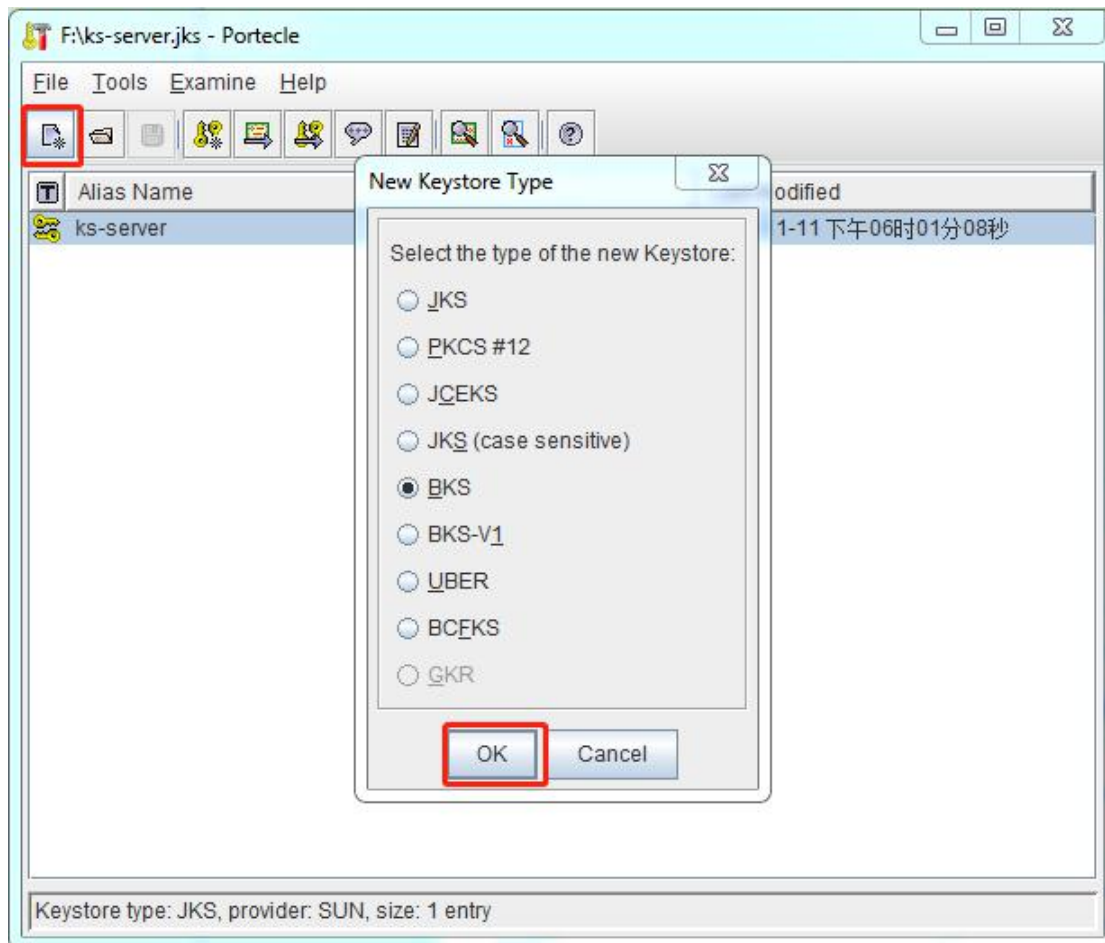 F:\ks-server.jks - Portecle
File Tools Examine Help
Alias Name
odified
ks-server
1-11 下午06时01分08秒
New Keystore Type
Select the type of the new Keystore:
JKS
PKCS #12
JCEKS
JKS (case sensitive)
BKS
BKS-V1
UBER
BCFKS
GKR
OK Cancel
Keystore type: JKS, provider: SUN, size: 1 entry